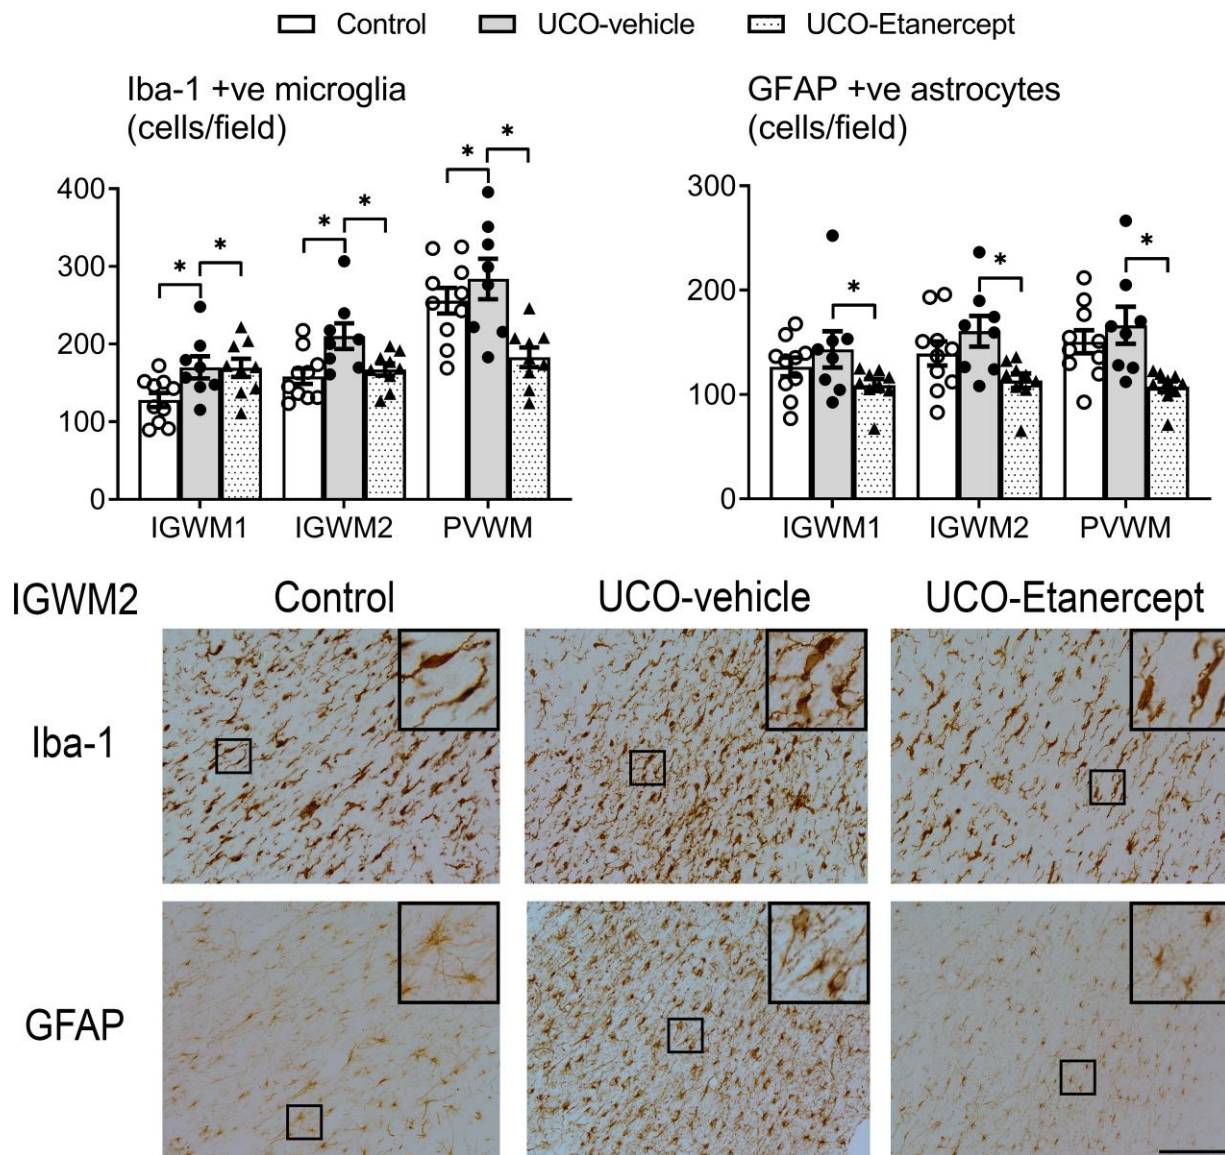 Control UCO-vehicle UCO-Etanercept
Iba-1 +ve microglia
(cells/field)
GFAP +ve astrocytes
(cells/field)
* * * * * *
400
300
200
100
0
IGWM1 IGWM2 PVWM
* * *
300
200
100
0
IGWM1 IGWM2 PVWM
IGWM2 Control UCO-vehicle UCO-Etanercept
Iba-1
GFAP